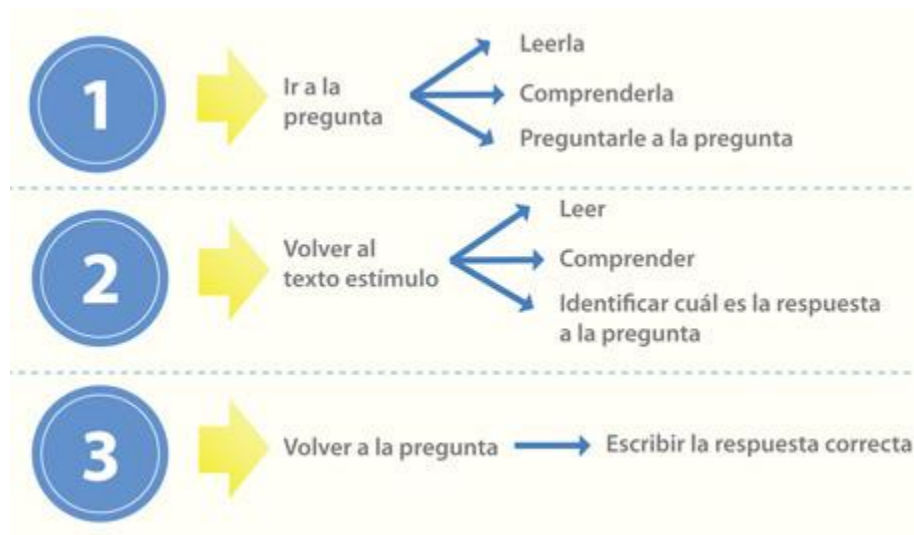 1
Ir a la
pregunta
Leerla
Comprenderla
Preguntarle a la pregunta
2
Volver al
texto estímulo
Leer
Comprender
Identificar cuál es la respuesta
a la pregunta
3
Volver a la pregunta
Escribir la respuesta correcta